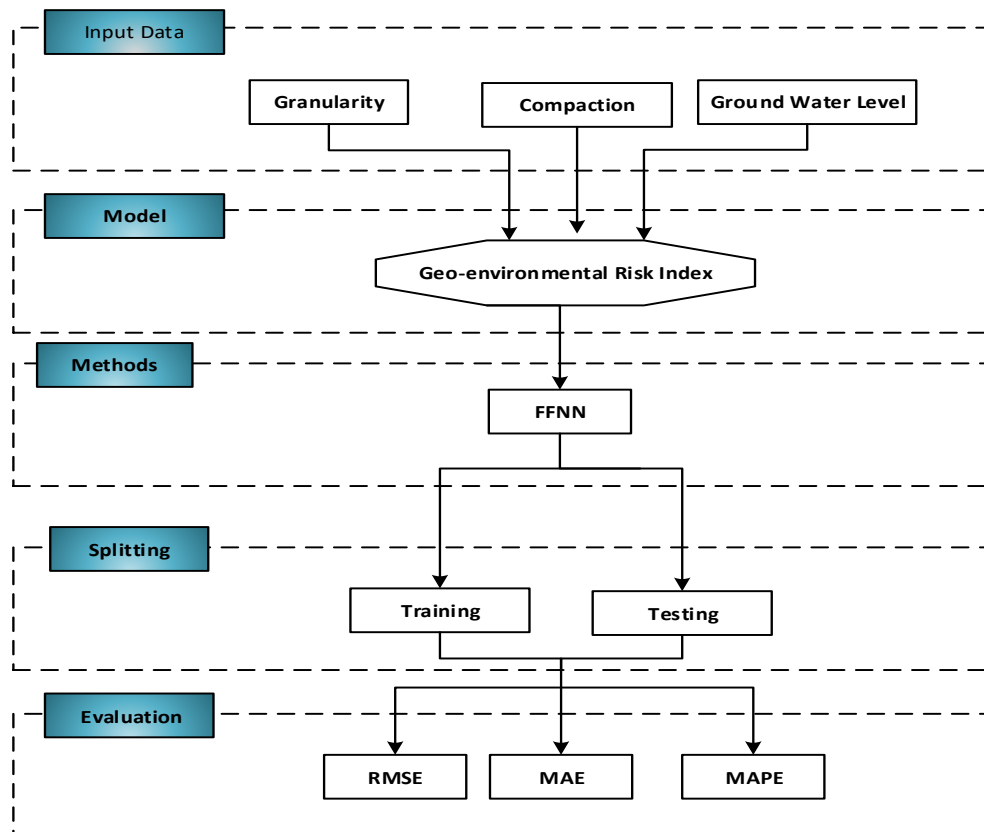 Input Data
Granularity
Compaction
Ground Water Level
Model
Geo-environmental Risk Index
Methods
FFNN
Splitting
Training
Testing
Evaluation
RMSE
MAE
MAPE